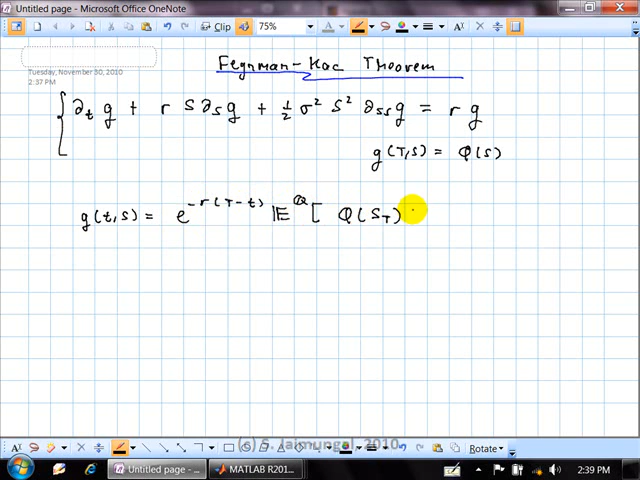 Untitled page - Microsoft Office OneNote
75%
Feynman-Kac Theorem
Tuesday, November 30, 2010
2:37 PM
∂ₜ g + r S ∂ₛ g + ½ σ² S² ∂ₛₛ g = r g
g(T,S) = φ(S)
g(t,S) = e^{-r(T-t)} 𝔼^ℚ [ φ(S_T)
(c) S. Jaimungal, 2010
Rotate
Untitled page - Micr...
MATLAB R201...
2:39 PM